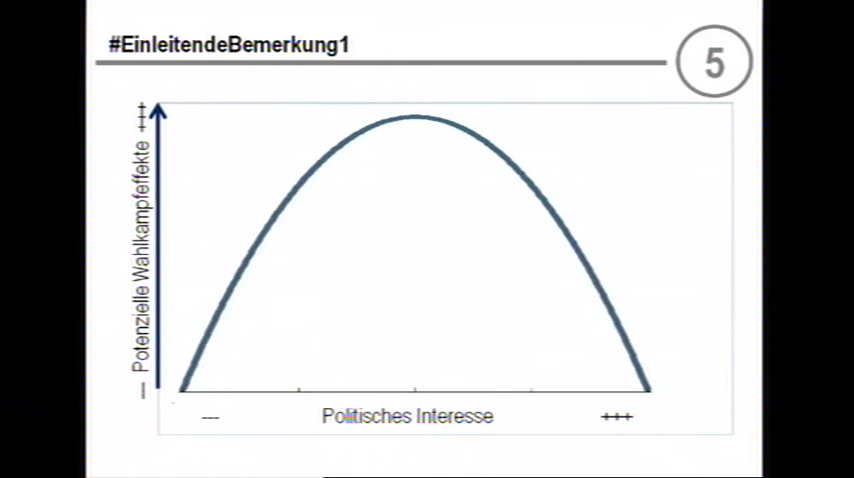 #EinleitendeBemerkung1
5
--- Potenzielle Wahlkampfeffekte +++
--- Politisches Interesse +++